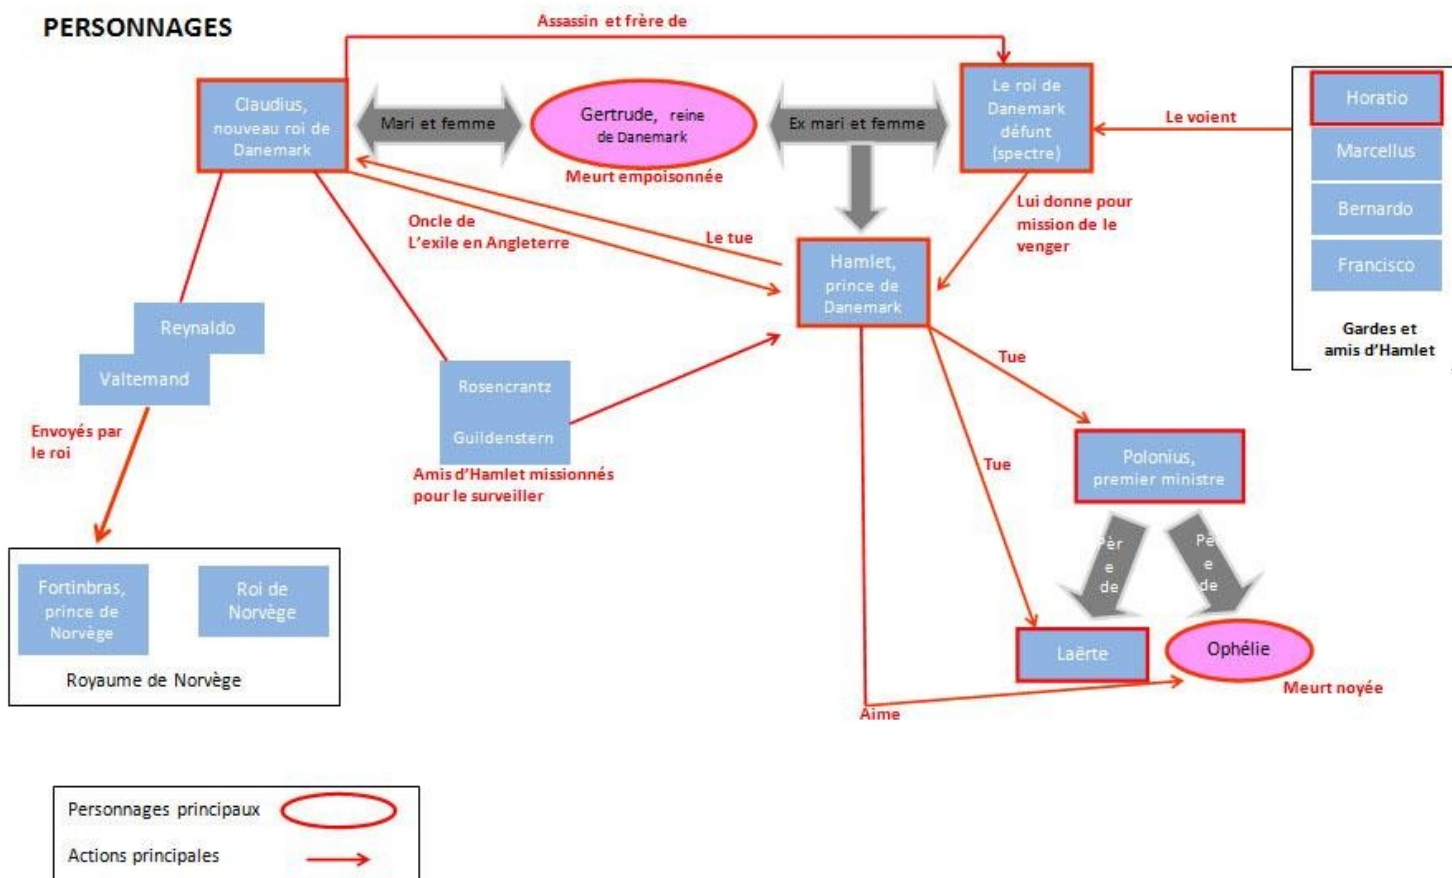 PERSONNAGES
Assassin et frère de
Claudius,
nouveau roi de
Danemark
Mari et femme
Gertrude, reine
de Danemark
Meurt empoisonnée
Ex mari et femme
Le roi de
Danemark
défunt
(spectre)
Le voient
Horatio
Marcellus
Bernardo
Francisco
Gardes et
amis d’Hamlet
Oncle de
L’exile en Angleterre
Le tue
Lui donne pour
mission de le
venger
Hamlet,
prince de
Danemark
Reynaldo
Valtemand
Envoyés par
le roi
Rosencrantz
Guildenstern
Amis d’Hamlet missionnés
pour le surveiller
Tue
Tue
Polonius,
premier ministre
Pèr
e
de
Pèr
e
de
Fortinbras,
prince de
Norvège
Roi de
Norvège
Royaume de Norvège
Laërte
Ophélie
Meurt noyée
Aime
Personnages principaux
Actions principales